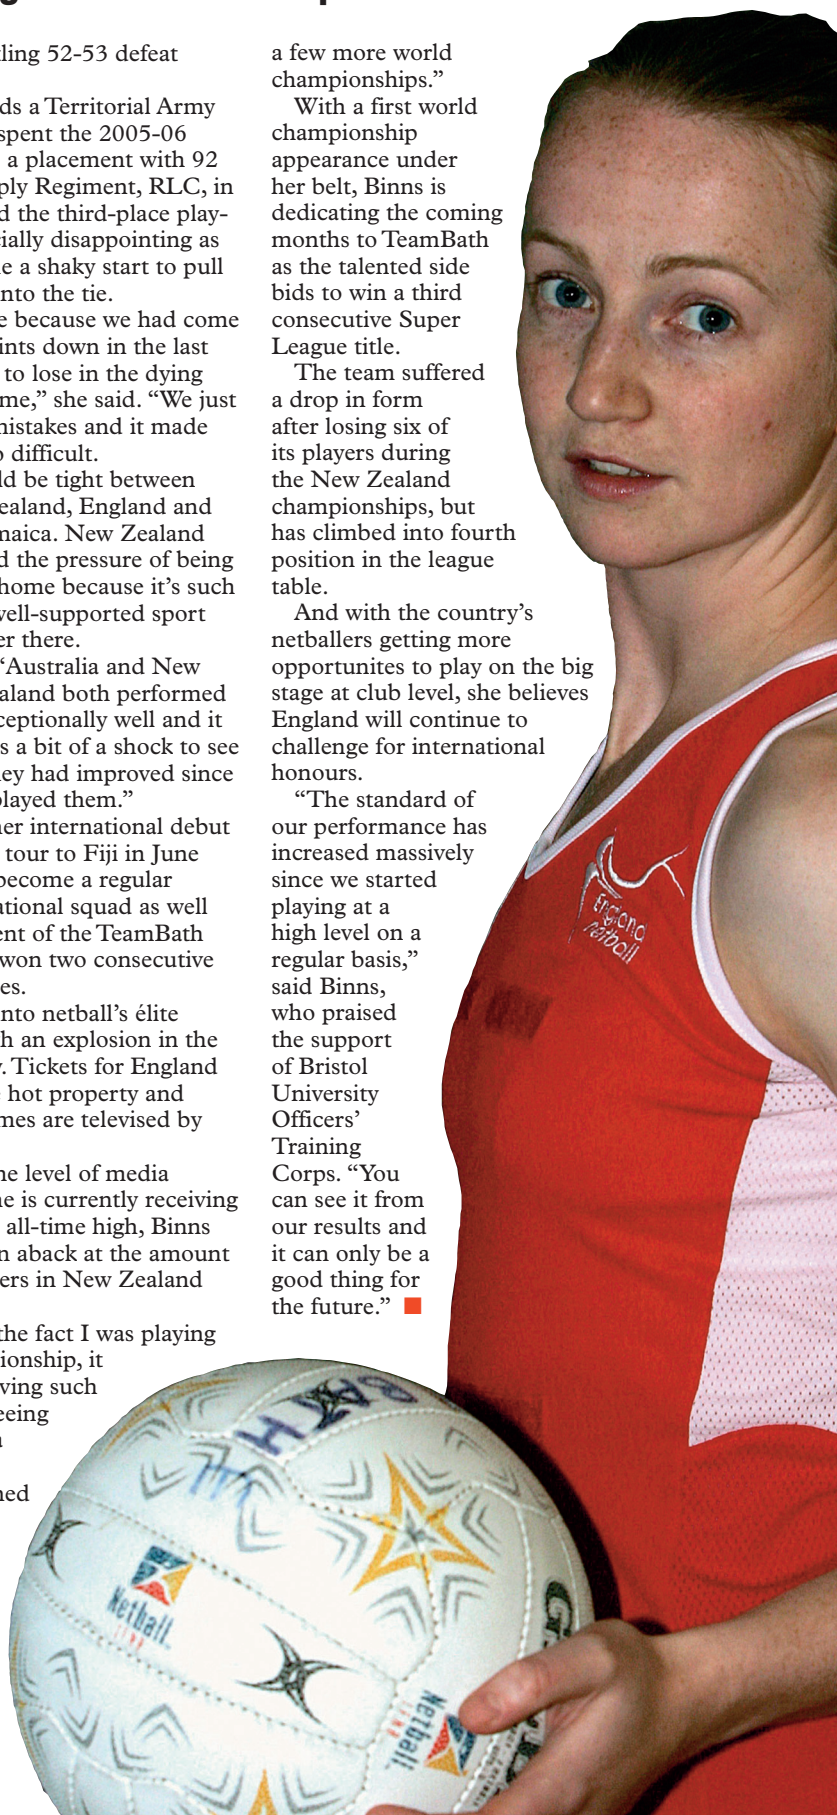 ling 52-53 defeat
ds a Territorial Army
spent the 2005-06
a placement with 92
ply Regiment, RLC, in
d the third-place play-
ially disappointing as
e a shaky start to pull
nto the tie.
e because we had come
ints down in the last
to lose in the dying
me,” she said. “We just
mistakes and it made
o difficult.
ld be tight between
ealand, England and
maica. New Zealand
d the pressure of being
home because it’s such
well-supported sport
er there.
“Australia and New
aland both performed
ceptionally well and it
s a bit of a shock to see
ey had improved since
played them.”
her international debut
tour to Fiji in June
become a regular
ational squad as well
ent of the TeamBath
won two consecutive
es.
nto netball’s élite
h an explosion in the
y. Tickets for England
hot property and
mes are televised by
he level of media
e is currently receiving
all-time high, Binns
n aback at the amount
ers in New Zealand
the fact I was playing
ionship, it
ving such
eeing
ned
a few more world
championships.”
With a first world
championship
appearance under
her belt, Binns is
dedicating the coming
months to TeamBath
as the talented side
bids to win a third
consecutive Super
League title.
The team suffered
a drop in form
after losing six of
its players during
the New Zealand
championships, but
has climbed into fourth
position in the league
table.
And with the country’s
netballers getting more
opportunites to play on the big
stage at club level, she believes
England will continue to
challenge for international
honours.
“The standard of
our performance has
increased massively
since we started
playing at a
high level on a
regular basis,”
said Binns,
who praised
the support
of Bristol
University
Officers’
Training
Corps. “You
can see it from
our results and
it can only be a
good thing for
the future.”
England
netball
BATH
Netball
Netball